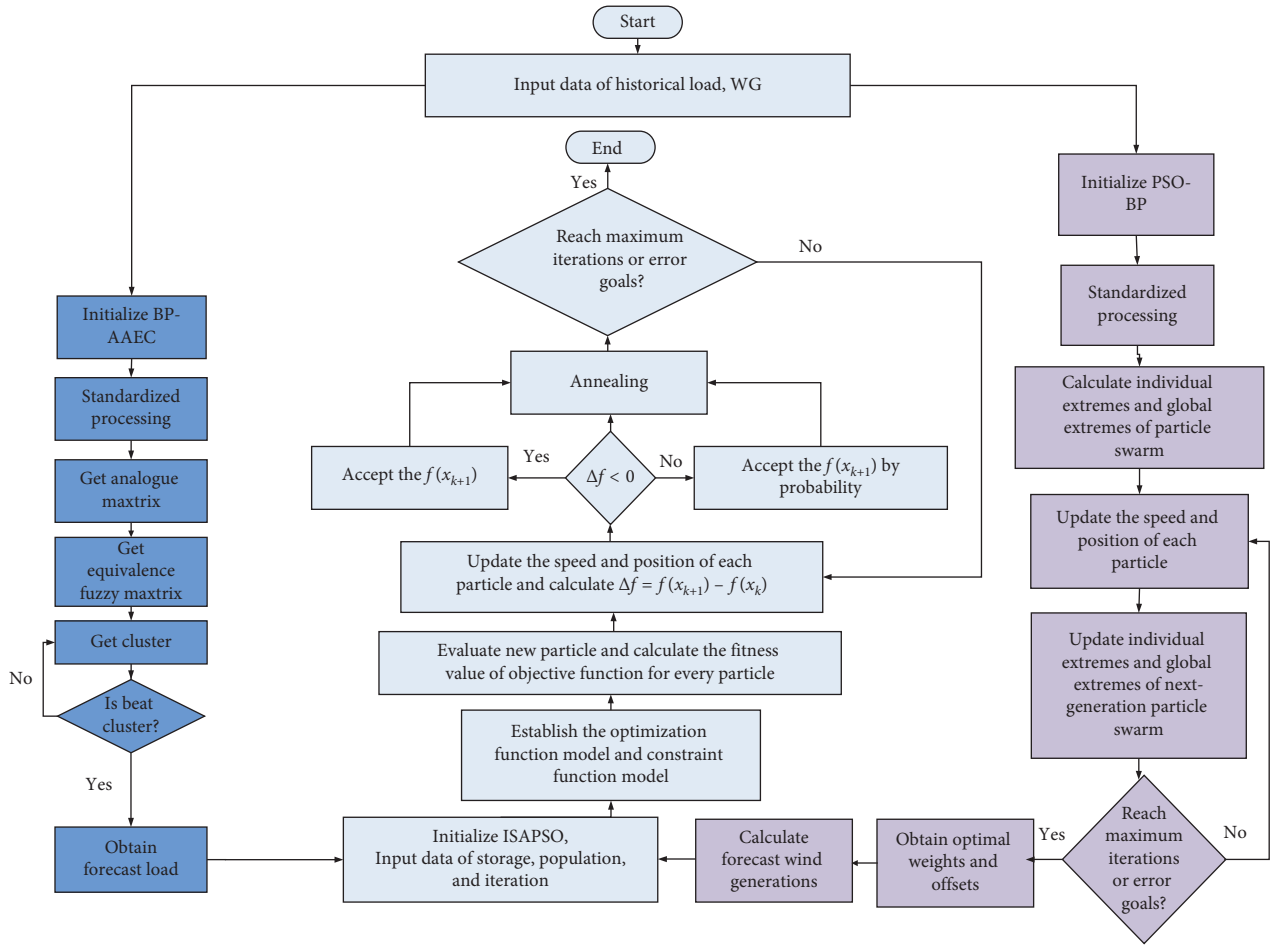 Start
Input data of historical load, WG
End
Yes
Reach maximum
iterations or error
goals?
No
Annealing
Accept the f(xₖ₊₁)
Yes
Δf < 0
No
Accept the f(xₖ₊₁) by
probability
Update the speed and position of each
particle and calculate Δf = f(xₖ₊₁) – f(xₖ)
Evaluate new particle and calculate the fitness
value of objective function for every particle
Establish the optimization
function model and constraint
function model
Initialize ISAPSO,
Input data of storage, population,
and iteration
Initialize BP-
AAEC
Standardized
processing
Get analogue
maxtrix
Get
equivalence
fuzzy maxtrix
Get cluster
No
Is beat
cluster?
Yes
Obtain
forecast load
Initialize PSO-
BP
Standardized
processing
Calculate individual
extremes and global
extremes of particle
swarm
Update the speed and
position of each
particle
Update individual
extremes and global
extremes of next-
generation particle
swarm
Reach
maximum
iterations
or error
goals?
No
Yes
Obtain optimal
weights and
offsets
Calculate
forecast wind
generations